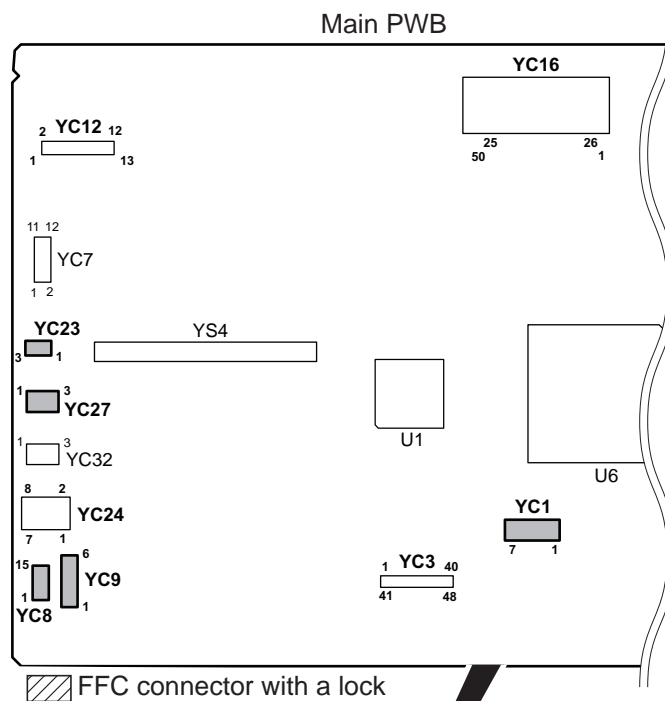 Main PWB
YC16
25 26
50 1
2 YC12 12
1 13
11 12
YC7
1 2
YC23
3 1
YS4
1 3
YC27
1 3
YC32
U1
U6
8 2
YC24
7 1
YC1
7 1
15 6
YC9
1 1
YC8
1 YC3 40
41 48
FFC connector with a lock